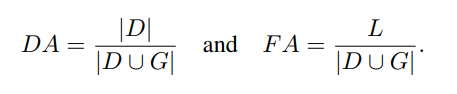 DA = |D| / |D ∪ G| and FA = L / |D ∪ G|.